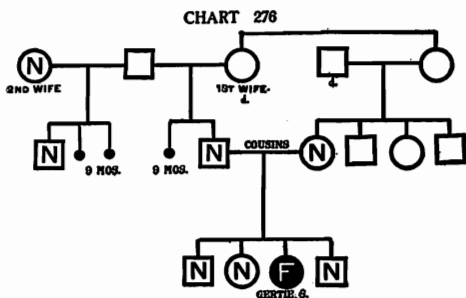 CHART 276
N
2ND WIFE
1ST WIFE-
d.
d.
N
9 MOS.
9 MOS.
N
COUSINS
N
N
N
F
N
GERTIE. S.